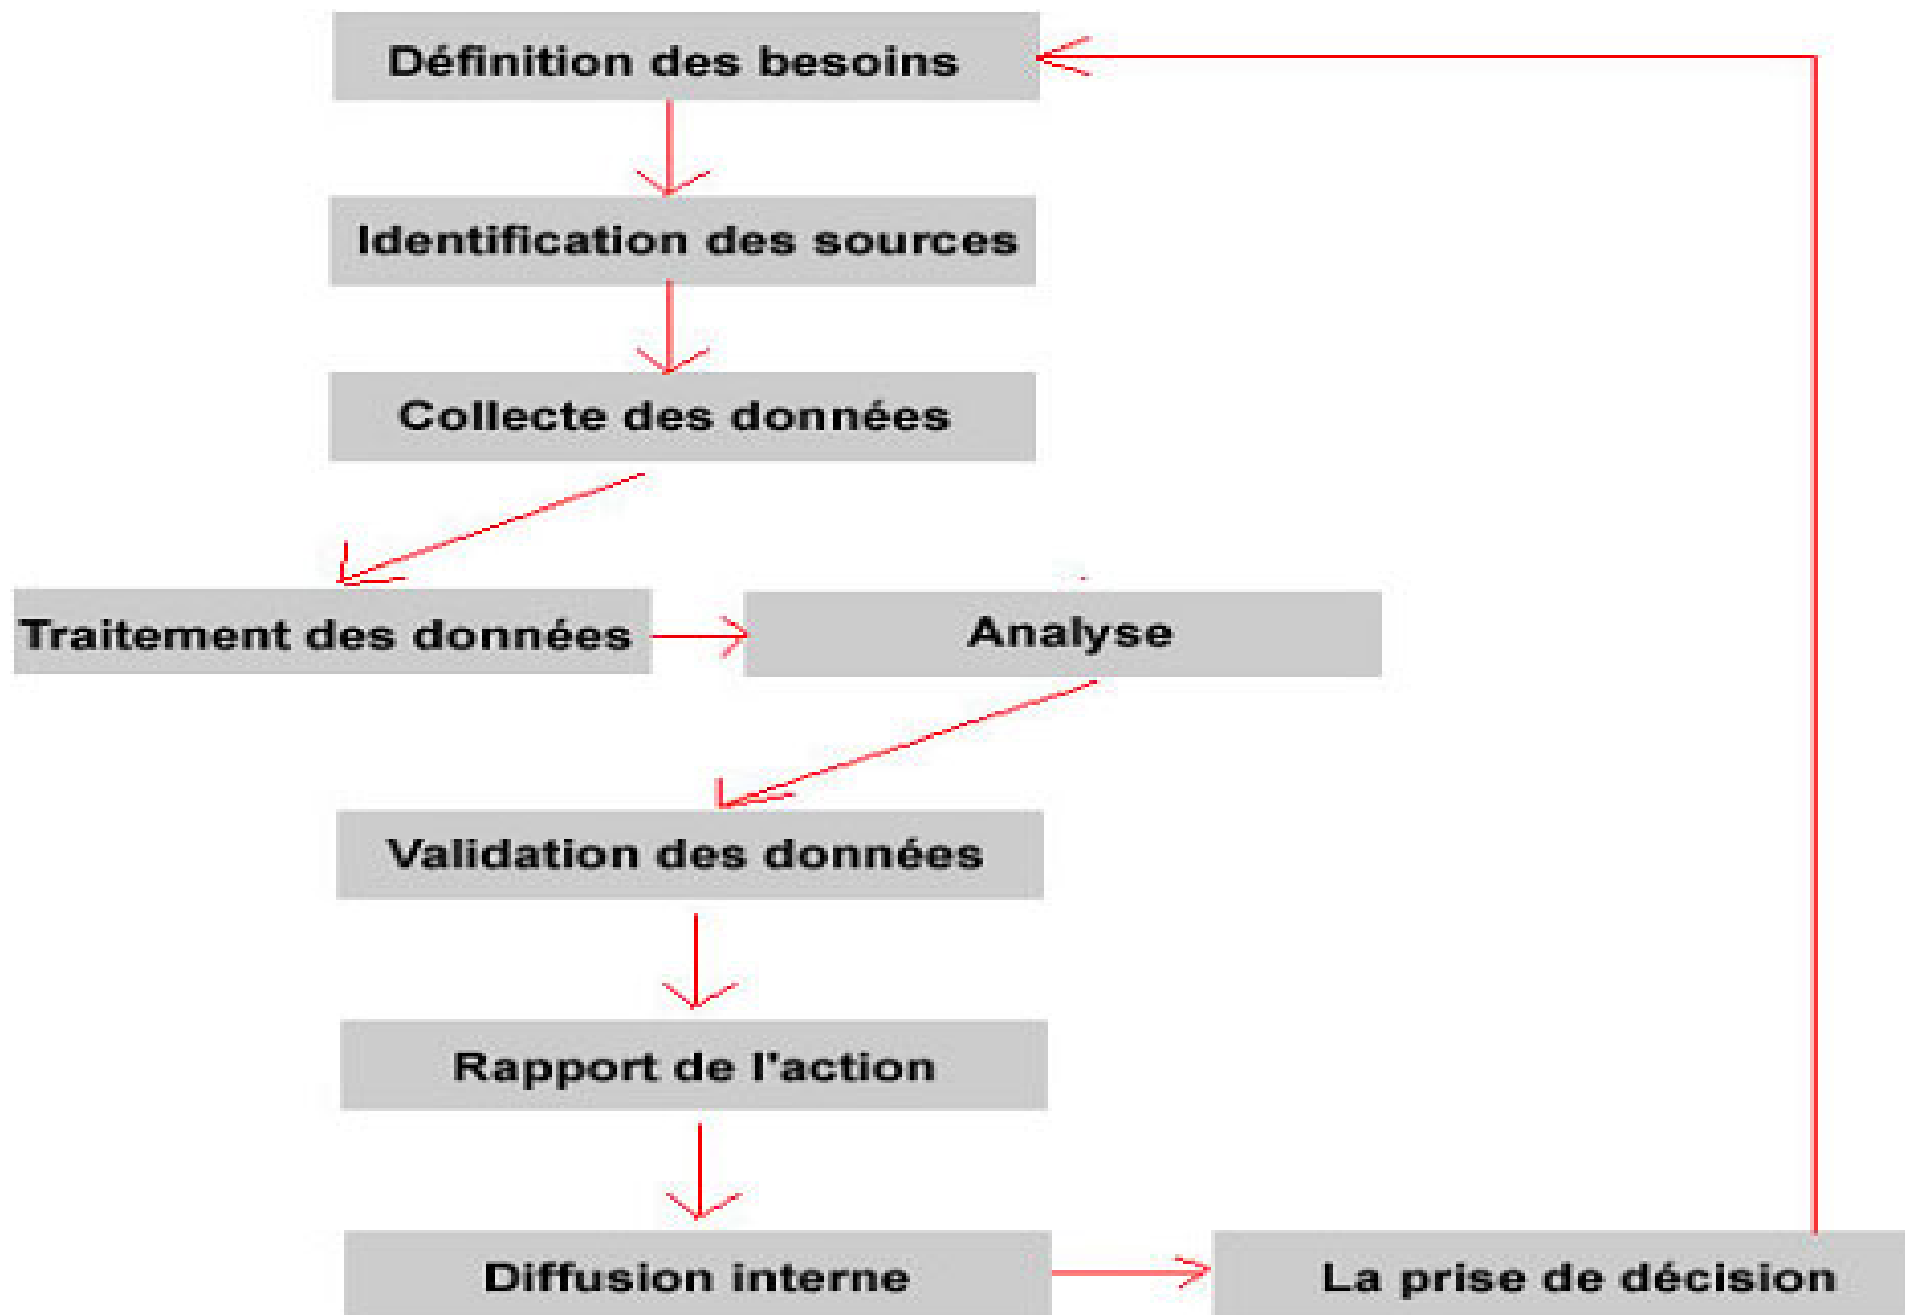 Définition des besoins
Identification des sources
Collecte des données
Traitement des données
Analyse
Validation des données
Rapport de l'action
Diffusion interne
La prise de décision